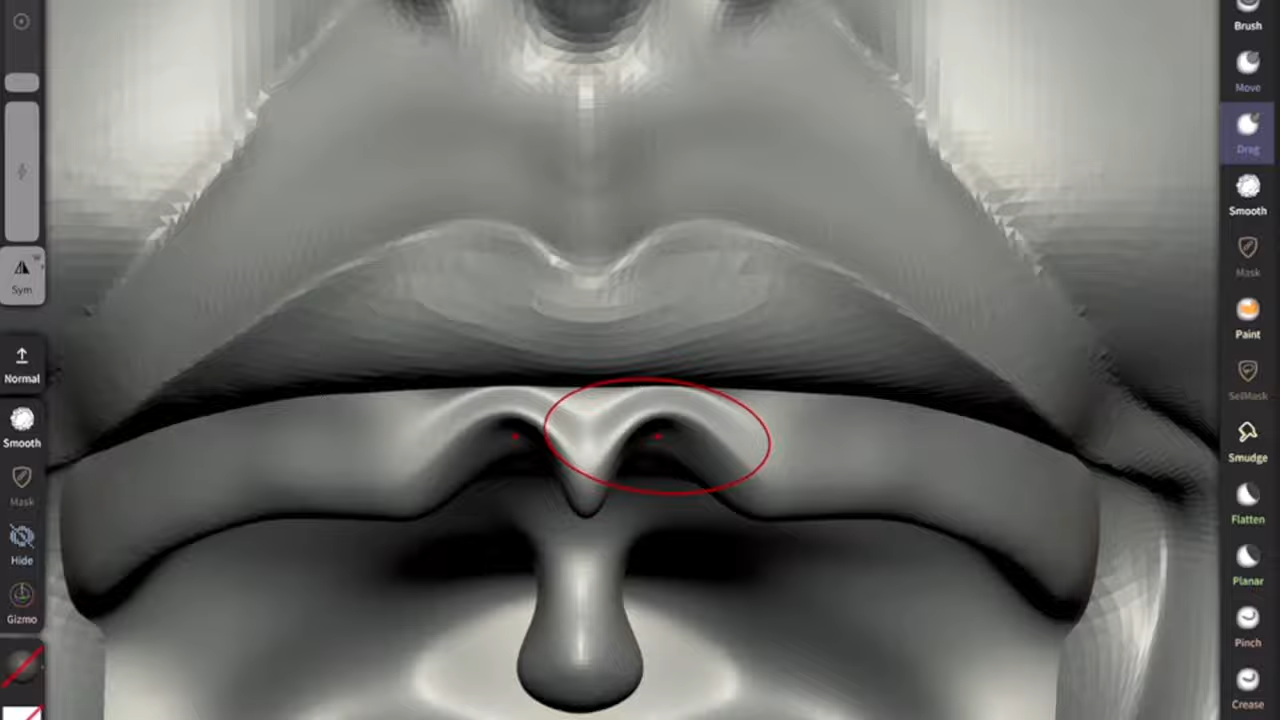 Sym
Normal
Smooth
Mask
Hide
Gizmo
Brush
Move
Drag
Smooth
Mask
Paint
SelMask
Smudge
Flatten
Planar
Pinch
Crease